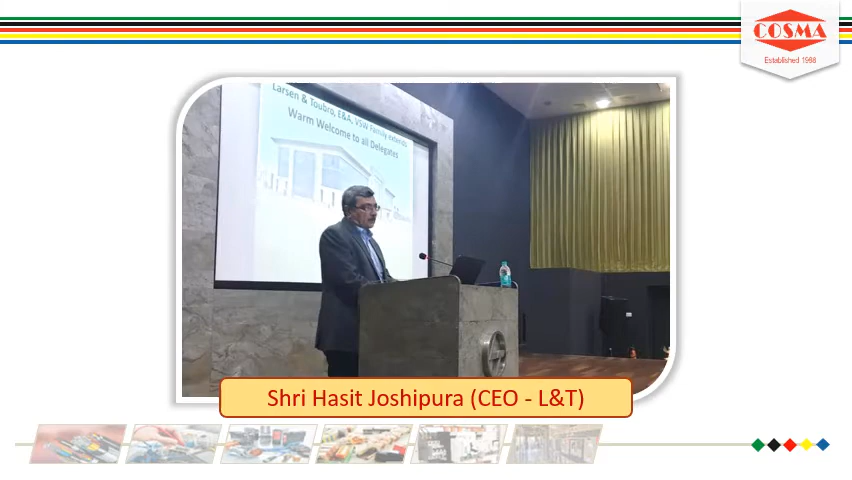 COSMA
Established 1988
Larsen & Toubro, E&A, VSW Family extends
Warm Welcome to all Delegates
Shri Hasit Joshipura (CEO - L&T)